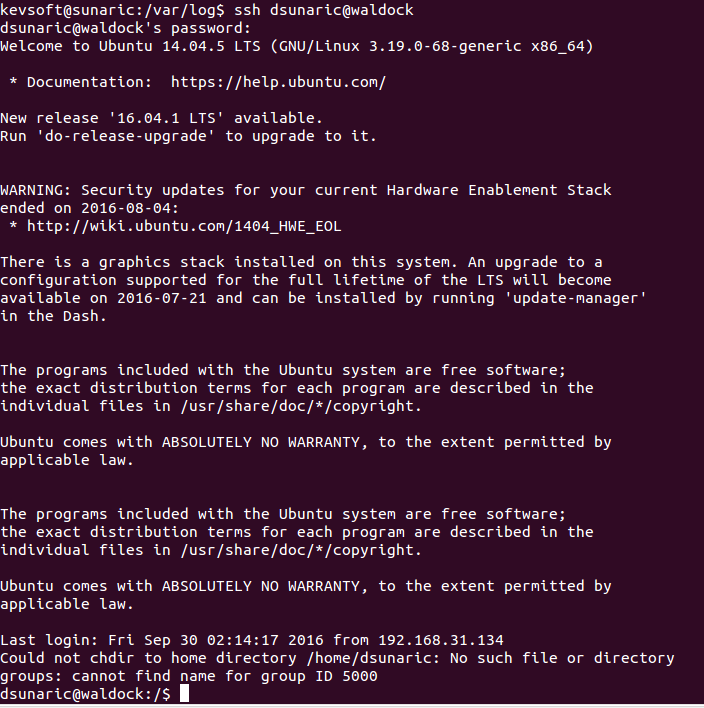 kevsoft@sunaric:/var/log$ ssh dsunaric@waldock
dsunaric@waldock's password:
Welcome to Ubuntu 14.04.5 LTS (GNU/Linux 3.19.0-68-generic x86_64)
 * Documentation:  https://help.ubuntu.com/
New release '16.04.1 LTS' available.
Run 'do-release-upgrade' to upgrade to it.
WARNING: Security updates for your current Hardware Enablement Stack
ended on 2016-08-04:
 * http://wiki.ubuntu.com/1404_HWE_EOL
There is a graphics stack installed on this system. An upgrade to a
configuration supported for the full lifetime of the LTS will become
available on 2016-07-21 and can be installed by running 'update-manager'
in the Dash.
The programs included with the Ubuntu system are free software;
the exact distribution terms for each program are described in the
individual files in /usr/share/doc/*/copyright.
Ubuntu comes with ABSOLUTELY NO WARRANTY, to the extent permitted by
applicable law.
The programs included with the Ubuntu system are free software;
the exact distribution terms for each program are described in the
individual files in /usr/share/doc/*/copyright.
Ubuntu comes with ABSOLUTELY NO WARRANTY, to the extent permitted by
applicable law.
Last login: Fri Sep 30 02:14:17 2016 from 192.168.31.134
Could not chdir to home directory /home/dsunaric: No such file or directory
groups: cannot find name for group ID 5000
dsunaric@waldock:/$